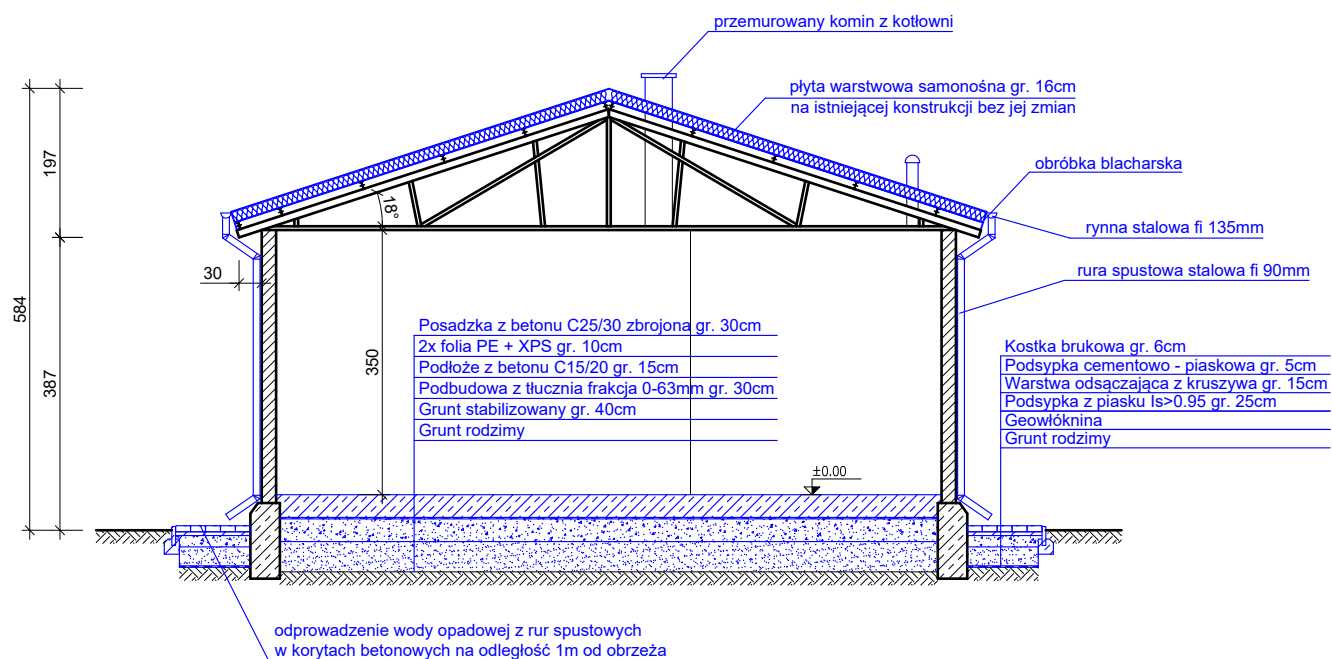 przemurowany komin z kotłowni
płyta warstwowa samonośna gr. 16cm
na istniejącej konstrukcji bez jej zmian
obróbka blacharska
rynna stalowa fi 135mm
rura spustowa stalowa fi 90mm
197
18°
30
584
387
350
Posadzka z betonu C25/30 zbrojona gr. 30cm
2x folia PE + XPS gr. 10cm
Podłoże z betonu C15/20 gr. 15cm
Podbudowa z tłucznia frakcja 0-63mm gr. 30cm
Grunt stabilizowany gr. 40cm
Grunt rodzimy
Kostka brukowa gr. 6cm
Podsypka cementowo - piaskowa gr. 5cm
Warstwa odsączająca z kruszywa gr. 15cm
Podsypka z piasku Is>0.95 gr. 25cm
Geowłóknina
Grunt rodzimy
±0.00
odprowadzenie wody opadowej z rur spustowych
w korytach betonowych na odległość 1m od obrzeża